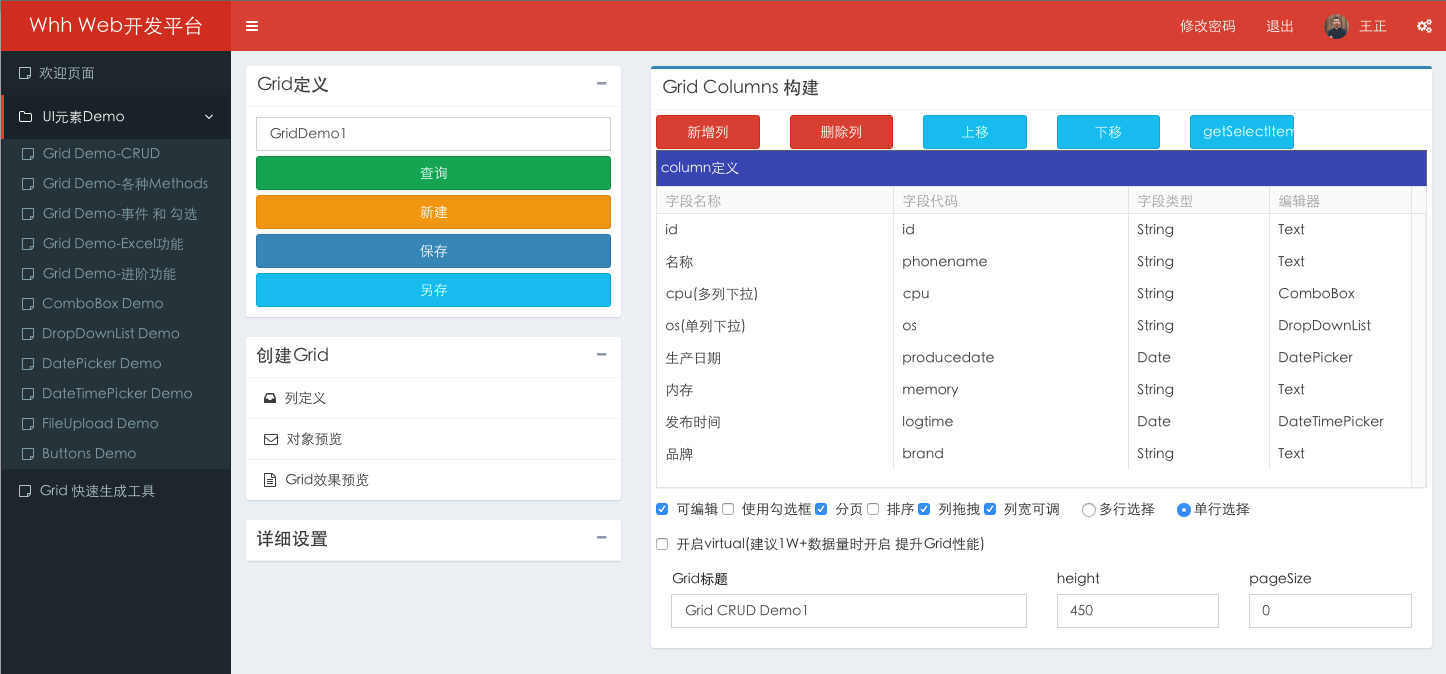 Whh Web开发平台
修改密码 退出 王正
欢迎页面
UI元素Demo
Grid Demo-CRUD
Grid Demo-各种Methods
Grid Demo-事件 和 勾选
Grid Demo-Excel功能
Grid Demo-进阶功能
ComboBox Demo
DropDownList Demo
DatePicker Demo
DateTimePicker Demo
FileUpload Demo
Buttons Demo
Grid 快速生成工具
Grid定义
GridDemo1
查询
新建
保存
另存
创建Grid
列定义
对象预览
Grid效果预览
详细设置
Grid Columns 构建
新增列 删除列 上移 下移 getSelectItem
column定义
字段名称 字段代码 字段类型 编辑器
id id String Text
名称 phonename String Text
cpu(多列下拉) cpu String ComboBox
os(单列下拉) os String DropDownList
生产日期 producedate Date DatePicker
内存 memory String Text
发布时间 logtime Date DateTimePicker
品牌 brand String Text
可编辑 使用勾选框 分页 排序 列拖拽 列宽可调 多行选择 单行选择
开启virtual(建议1W+数据量时开启 提升Grid性能)
Grid标题 height pageSize
Grid CRUD Demo1 450 0